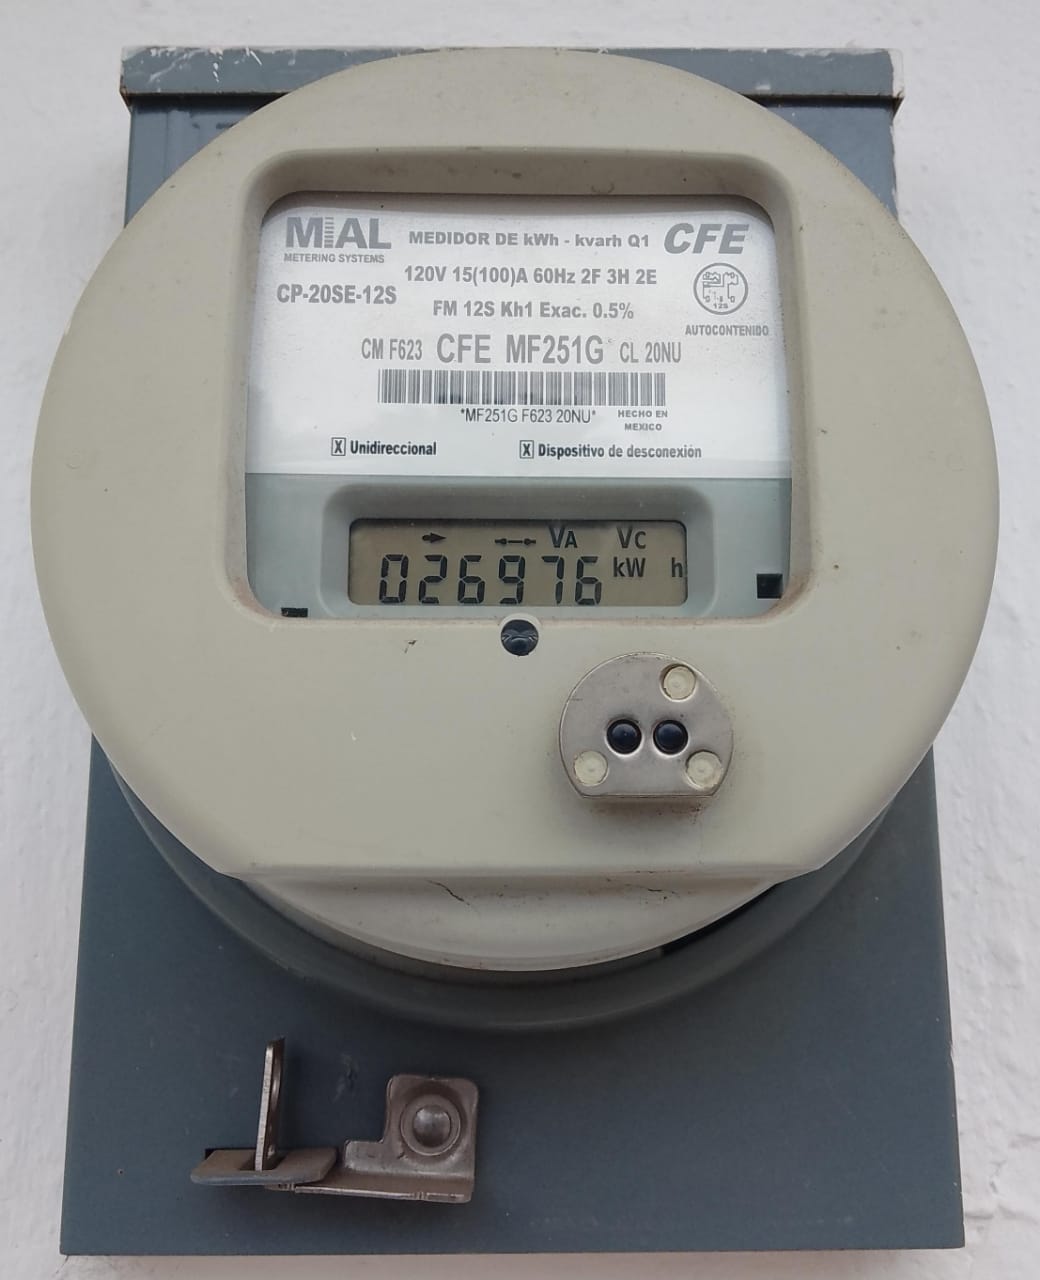 MIAL
METERING SYSTEMS
MEDIDOR DE kWh - kvarh Q1
CFE
120V 15(100)A 60Hz 2F 3H 2E
CP-20SE-12S
FM 12S Kh1 Exac. 0.5%
12S
AUTOCONTENIDO
CM F623 CFE MF251G CL 20NU
*MF251G F623 20NU*
HECHO EN
MEXICO
X Unidireccional
X Dispositivo de desconexión
VA VC
026976 kW h